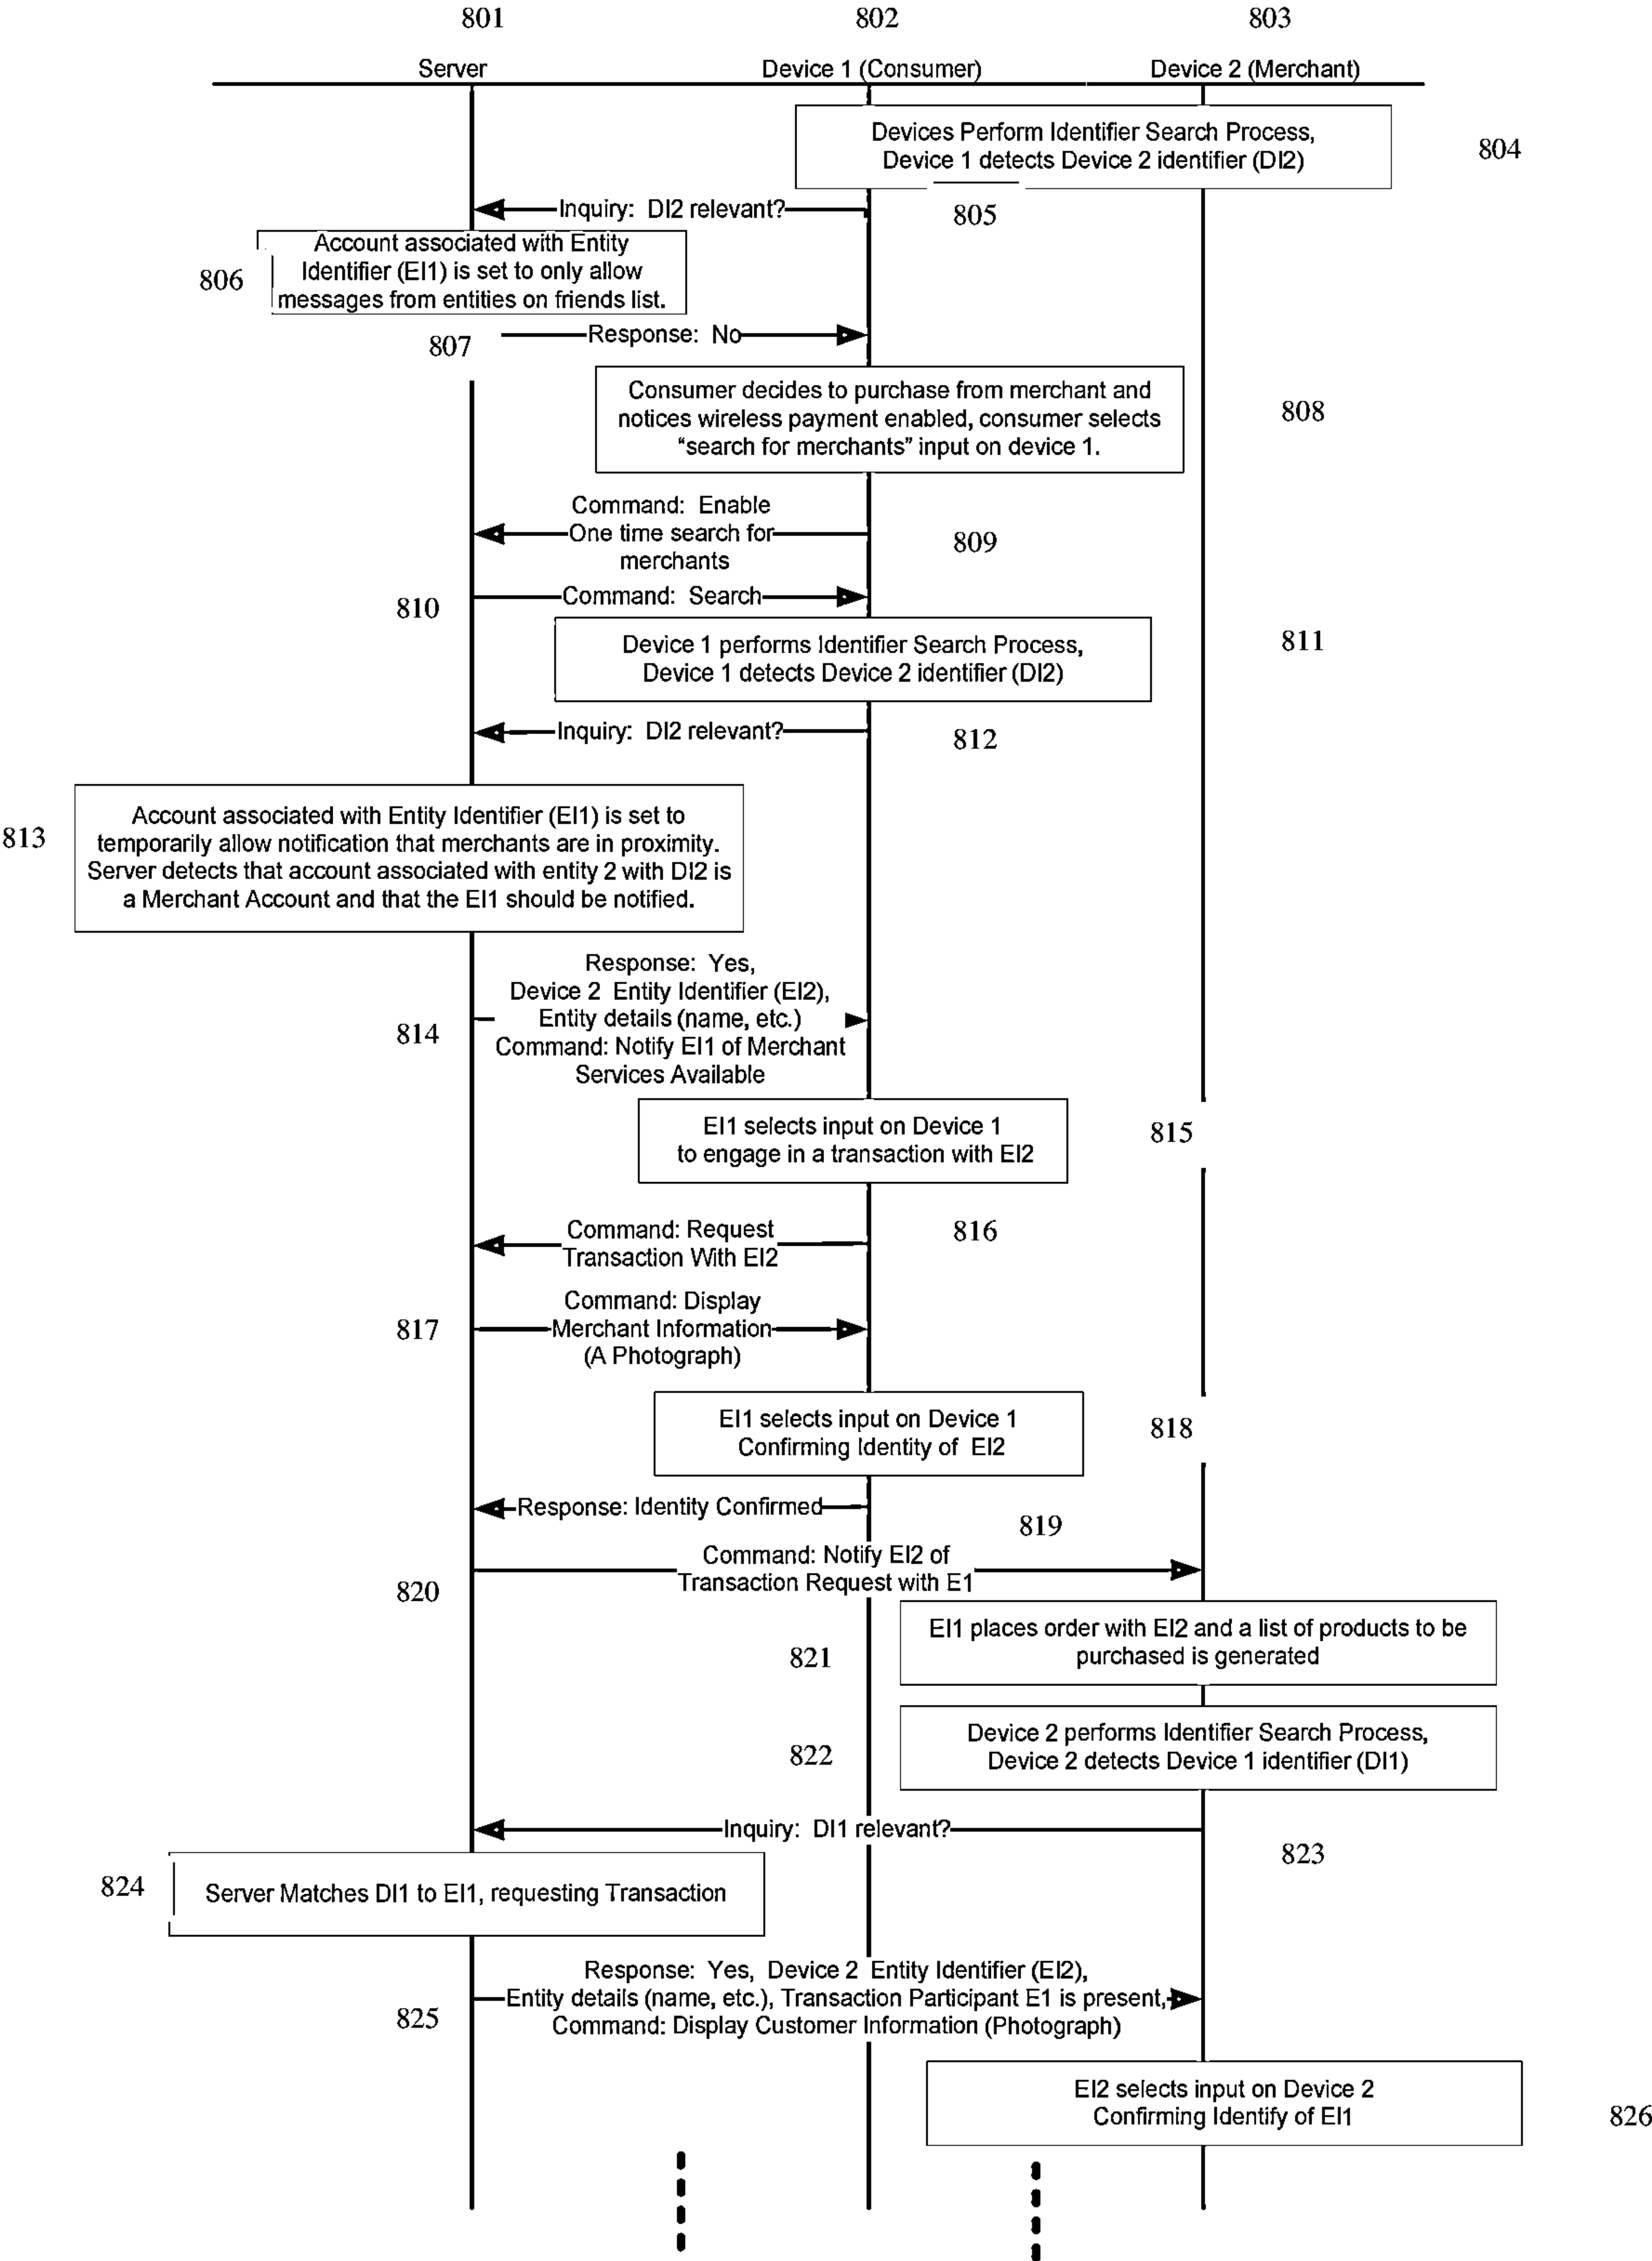 801
802
803
Server
Device 1 (Consumer)
Device 2 (Merchant)
Devices Perform Identifier Search Process,
Device 1 detects Device 2 identifier (DI2)
804
Inquiry: DI2 relevant?
805
Account associated with Entity
Identifier (EI1) is set to only allow
messages from entities on friends list.
806
Response: No
807
Consumer decides to purchase from merchant and
notices wireless payment enabled, consumer selects
“search for merchants” input on device 1.
808
Command: Enable
One time search for
merchants
809
Command: Search
810
Device 1 performs Identifier Search Process,
Device 1 detects Device 2 identifier (DI2)
811
Inquiry: DI2 relevant?
812
Account associated with Entity Identifier (EI1) is set to
temporarily allow notification that merchants are in proximity.
Server detects that account associated with entity 2 with DI2 is
a Merchant Account and that the EI1 should be notified.
813
Response: Yes,
Device 2 Entity Identifier (EI2),
Entity details (name, etc.)
Command: Notify EI1 of Merchant
Services Available
814
EI1 selects input on Device 1
to engage in a transaction with EI2
815
Command: Request
Transaction With EI2
816
Command: Display
Merchant Information
(A Photograph)
817
EI1 selects input on Device 1
Confirming Identity of EI2
818
Response: Identity Confirmed
819
Command: Notify EI2 of
Transaction Request with E1
820
EI1 places order with EI2 and a list of products to be
purchased is generated
821
Device 2 performs Identifier Search Process,
Device 2 detects Device 1 identifier (DI1)
822
Inquiry: DI1 relevant?
823
Server Matches DI1 to EI1, requesting Transaction
824
Response: Yes, Device 2 Entity Identifier (EI2),
Entity details (name, etc.), Transaction Participant E1 is present,
Command: Display Customer Information (Photograph)
825
EI2 selects input on Device 2
Confirming Identify of EI1
826